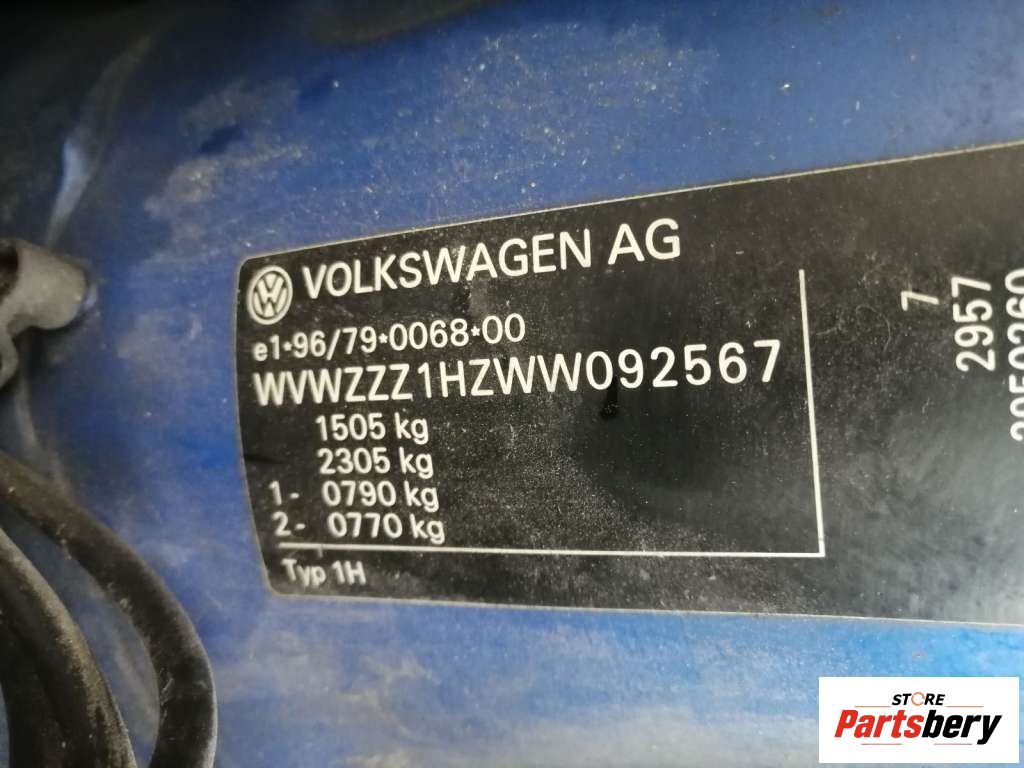 VOLKSWAGEN AG
e1*96/79*0068*00
WVWZZZ1HZWW092567
1505 kg
2305 kg
1- 0790 kg
2- 0770 kg
Typ 1H
7
2957
STORE
Partsbery